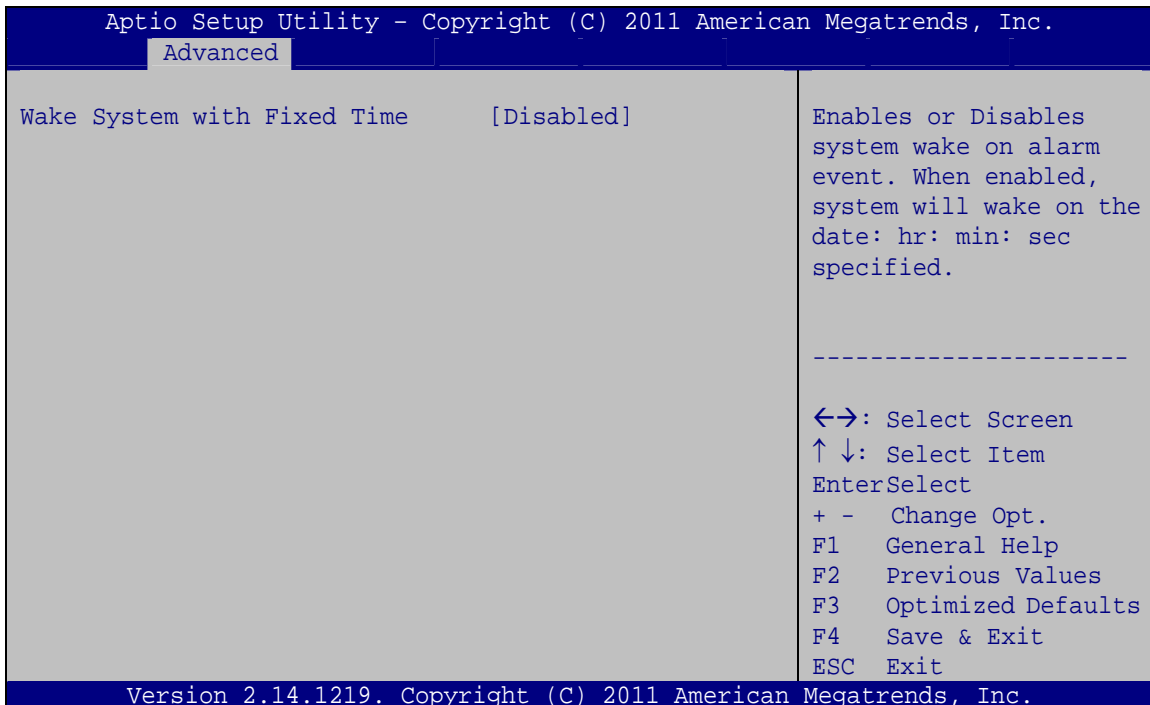 Aptio Setup Utility – Copyright (C) 2011 American Megatrends, Inc.
Advanced
Wake System with Fixed Time [Disabled]
Enables or Disables
system wake on alarm
event. When enabled,
system will wake on the
date: hr: min: sec
specified.
----------------------
←→: Select Screen
↑ ↓: Select Item
EnterSelect
+ - Change Opt.
F1 General Help
F2 Previous Values
F3 Optimized Defaults
F4 Save & Exit
ESC Exit
Version 2.14.1219. Copyright (C) 2011 American Megatrends, Inc.